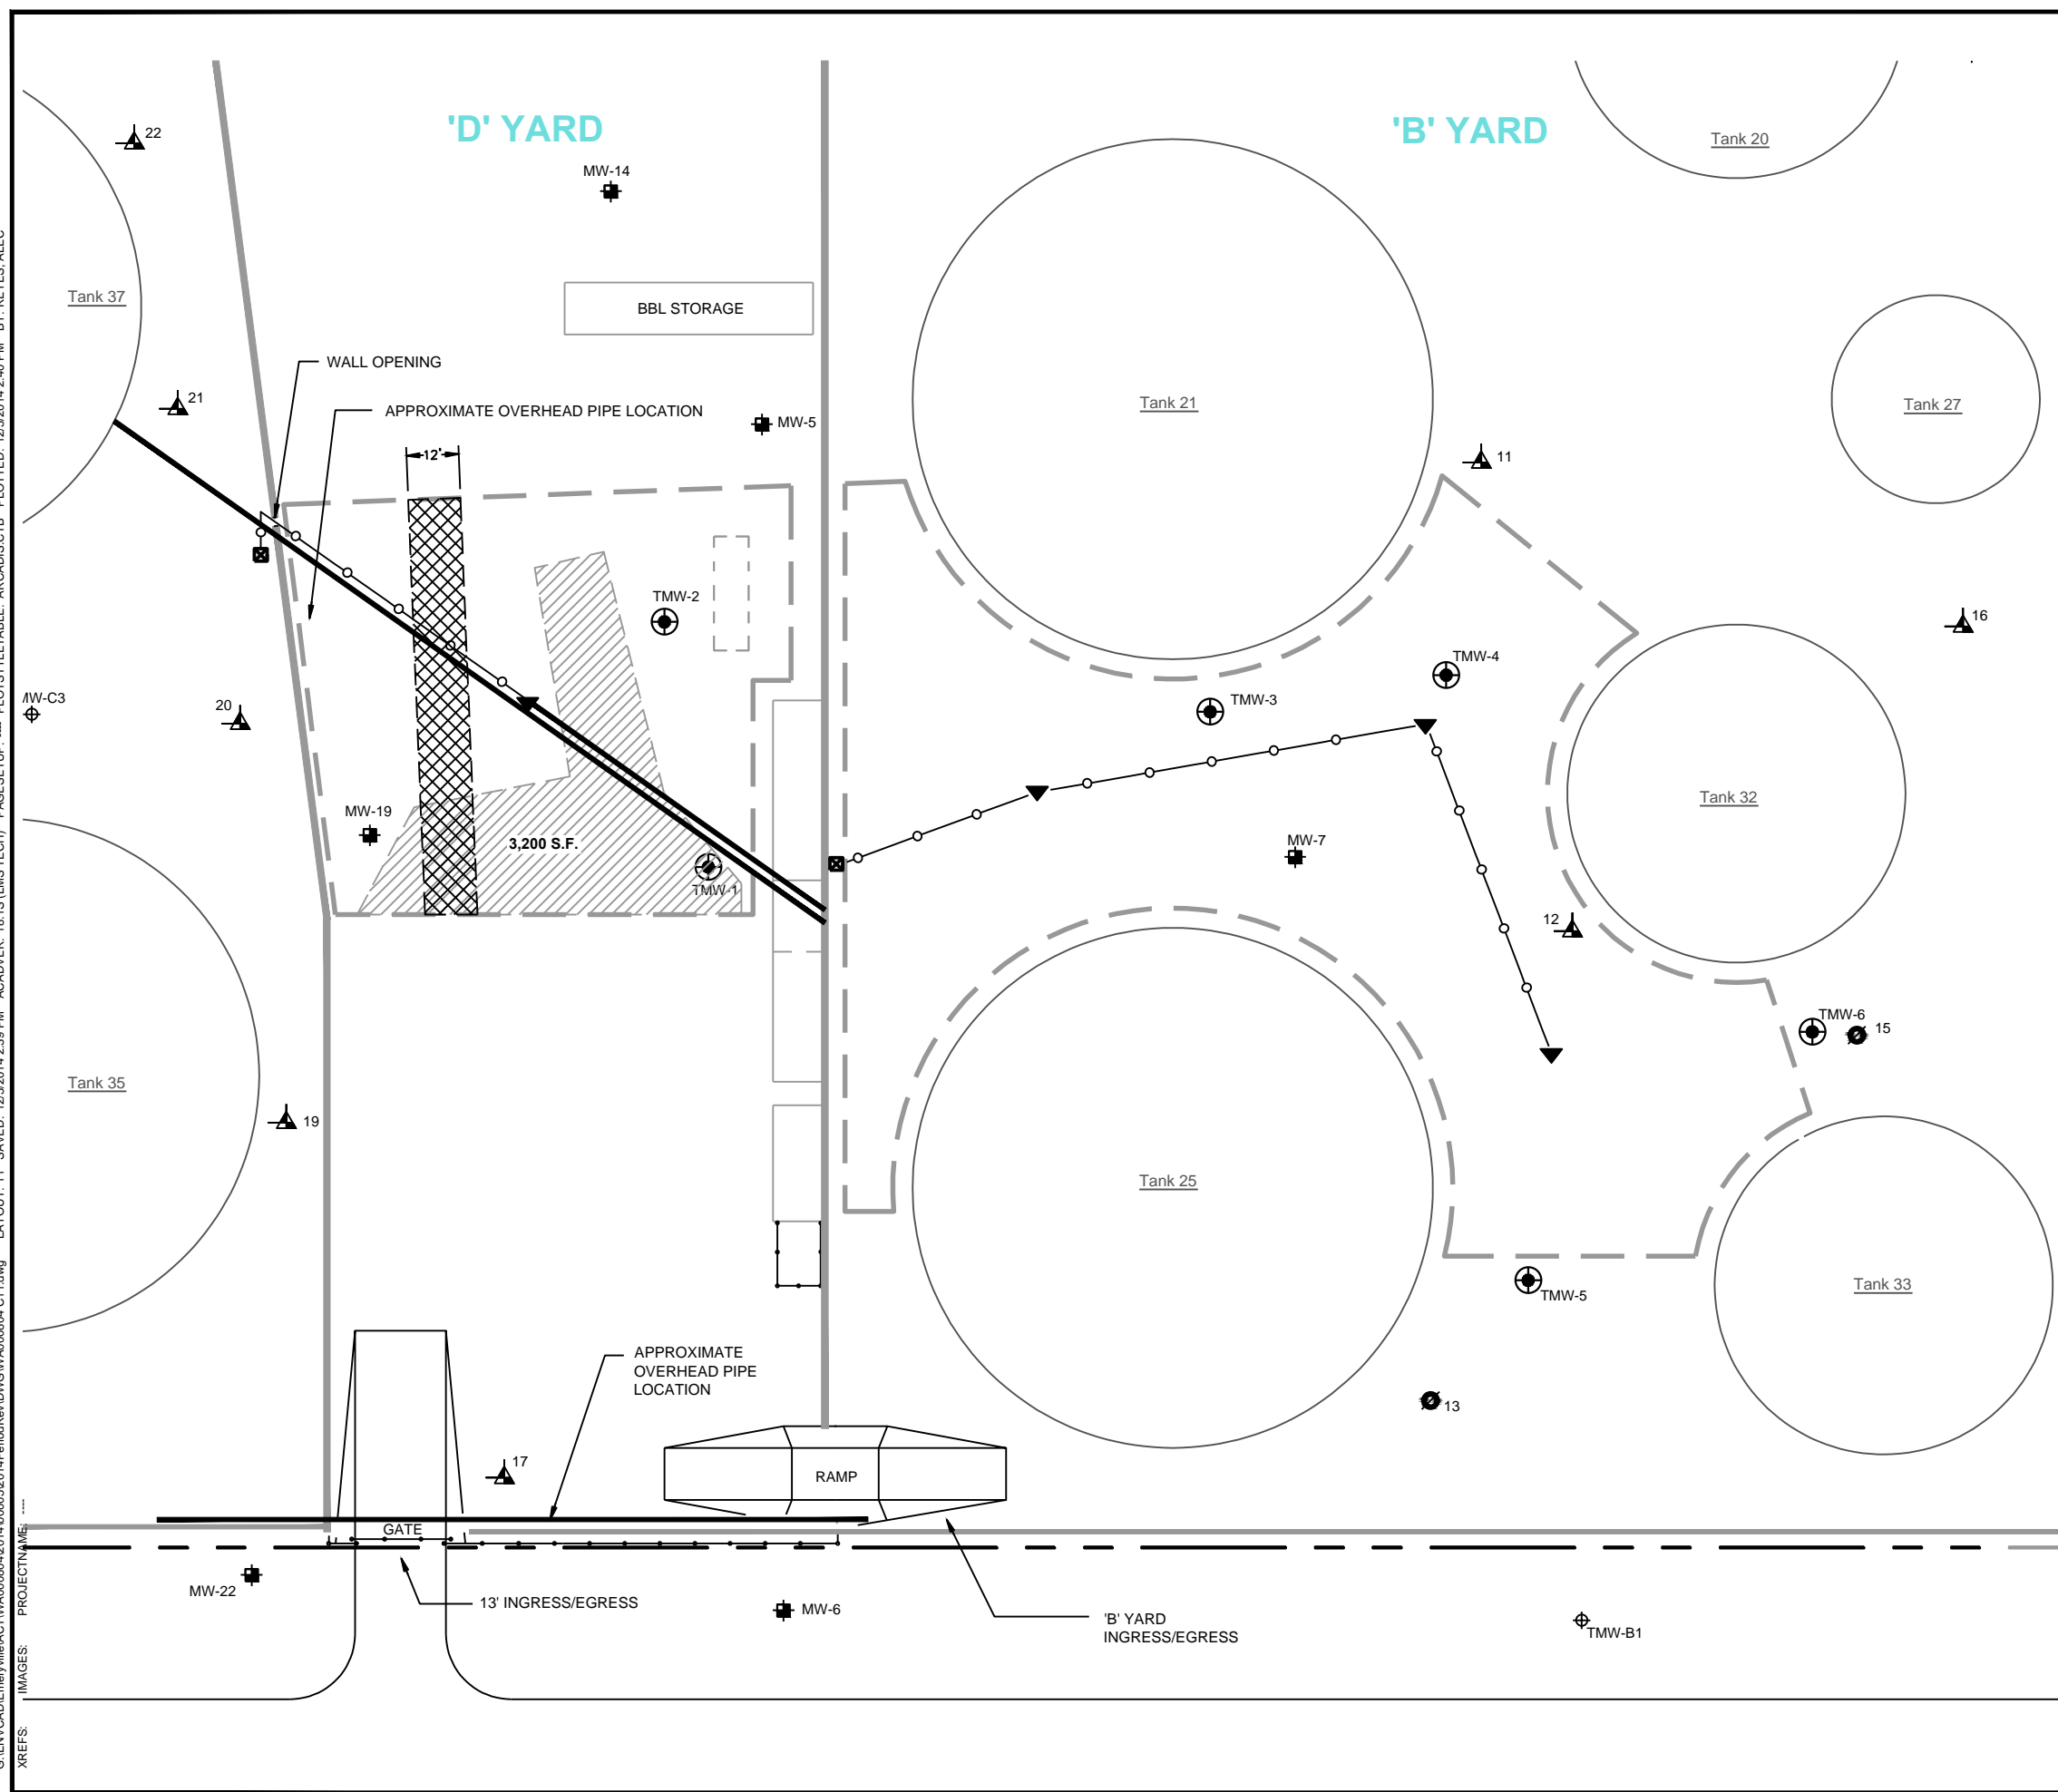 'D' YARD
'B' YARD
22
Tank 20
MW-14
Tank 37
BBL STORAGE
WALL OPENING
21
APPROXIMATE OVERHEAD PIPE LOCATION
MW-5
Tank 21
Tank 27
12'
11
TMW-2
16
TMW-4
TMW-3
20
MW-19
3,200 S.F.
TMW-1
MW-7
Tank 32
12
TMW-6
15
Tank 35
19
Tank 25
Tank 33
TMW-5
APPROXIMATE
OVERHEAD PIPE
LOCATION
13
17
RAMP
GATE
MW-22
13' INGRESS/EGRESS
MW-6
'B' YARD
INGRESS/EGRESS
TMW-B1
XREFS:
IMAGES:
PROJECTNAME: ----